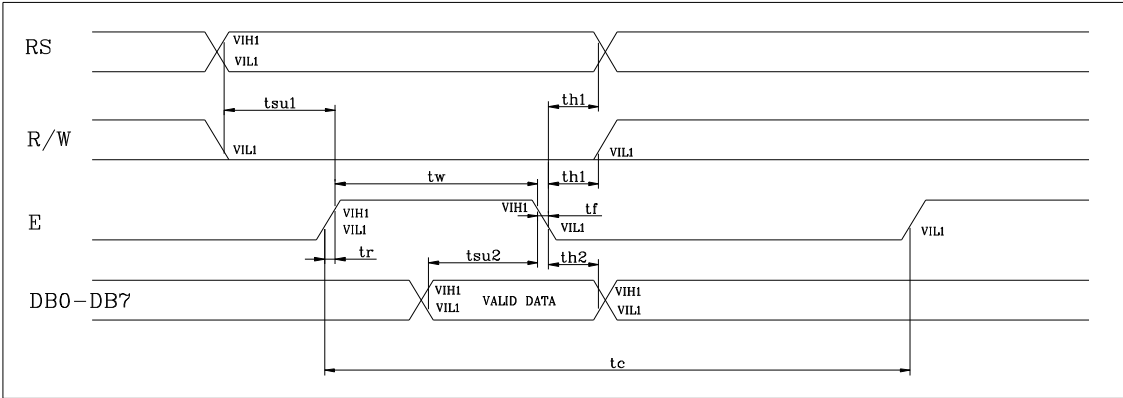 RS
VIH1
VIL1
tsu1
th1
R/W
VIL1
VIL1
tw
th1
E
VIH1
VIL1
VIH1
tf
VIL1
VIL1
tr
tsu2
th2
DB0-DB7
VIH1
VIL1
VALID DATA
VIH1
VIL1
tc